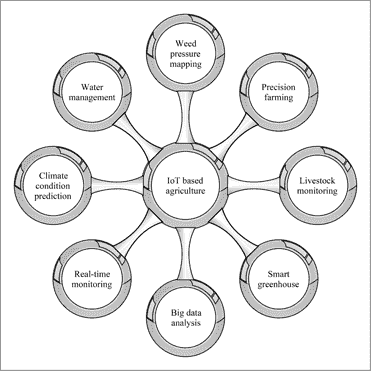 Weed
pressure
mapping
Water
management
Precision
farming
Climate
condition
prediction
IoT based
agriculture
Livestock
monitoring
Real-time
monitoring
Smart
greenhouse
Big data
analysis